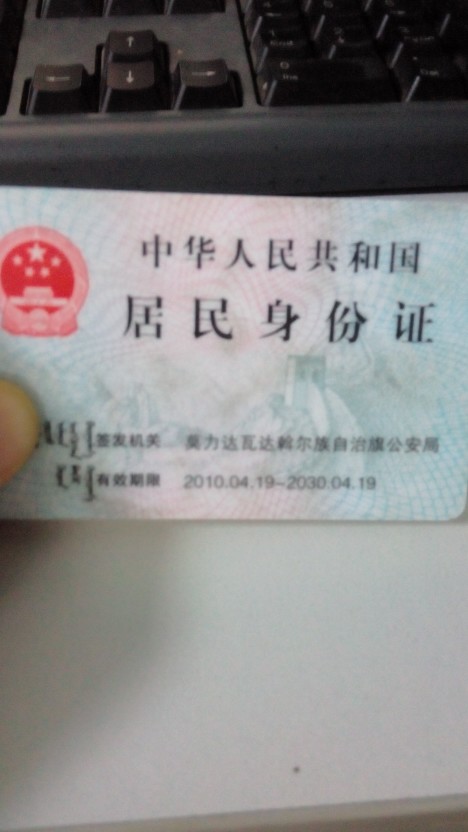 中华人民共和国
居民身份证
签发机关 莫力达瓦达斡尔族自治旗公安局
有效期限 2010.04.19-2030.04.19